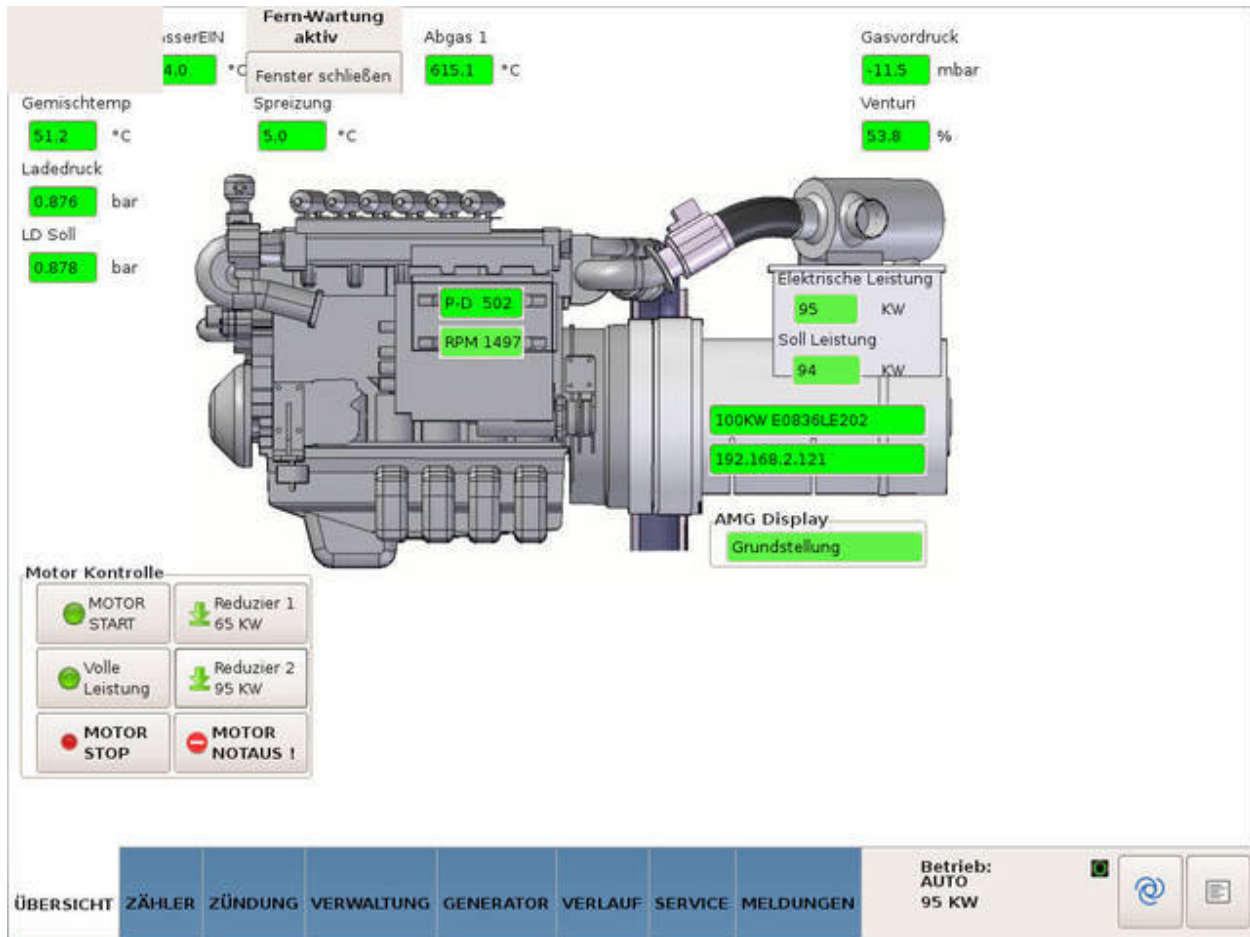 Fern-Wartung
aktiv
Fenster schließen
°C
Abgas 1
615.1 °C
Gasvordruck
-11.5 mbar
Gemischtemp
51.2 °C
Spreizung
5.0 °C
Venturi
53.8 %
Ladedruck
0.876 bar
LD Soll
0.878 bar
P-D 502
RPM 1497
Elektrische Leistung
95 KW
Soll Leistung
94 KW
100KW E0836LE202
192.168.2.121
AMG Display
Grundstellung
Motor Kontrolle
MOTOR
START
Reduzier 1
65 KW
Volle
Leistung
Reduzier 2
95 KW
MOTOR
STOP
MOTOR
NOTAUS !
ÜBERSICHT ZÄHLER ZÜNDUNG VERWALTUNG GENERATOR VERLAUF SERVICE MELDUNGEN
Betrieb:
AUTO
95 KW